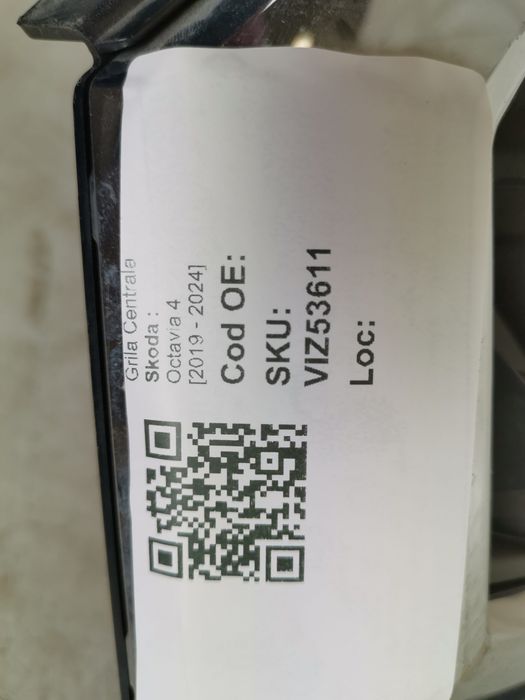 Grila Centrala
Skoda :
Octavia 4
[2019 - 2024]
Cod OE:
SKU:
VIZ53611
Loc: